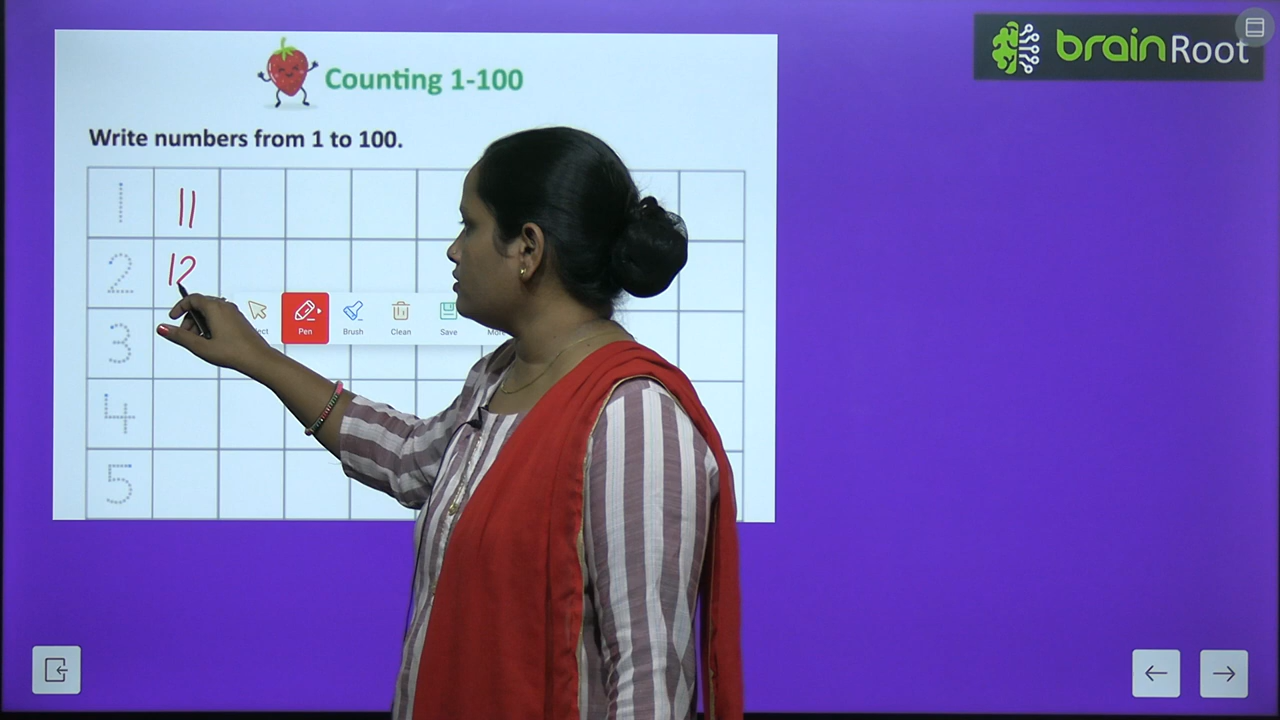 brainRoot
Counting 1-100
Write numbers from 1 to 100.
1 11
2 12
3
4
5
Pen
Brush
Clean
Save